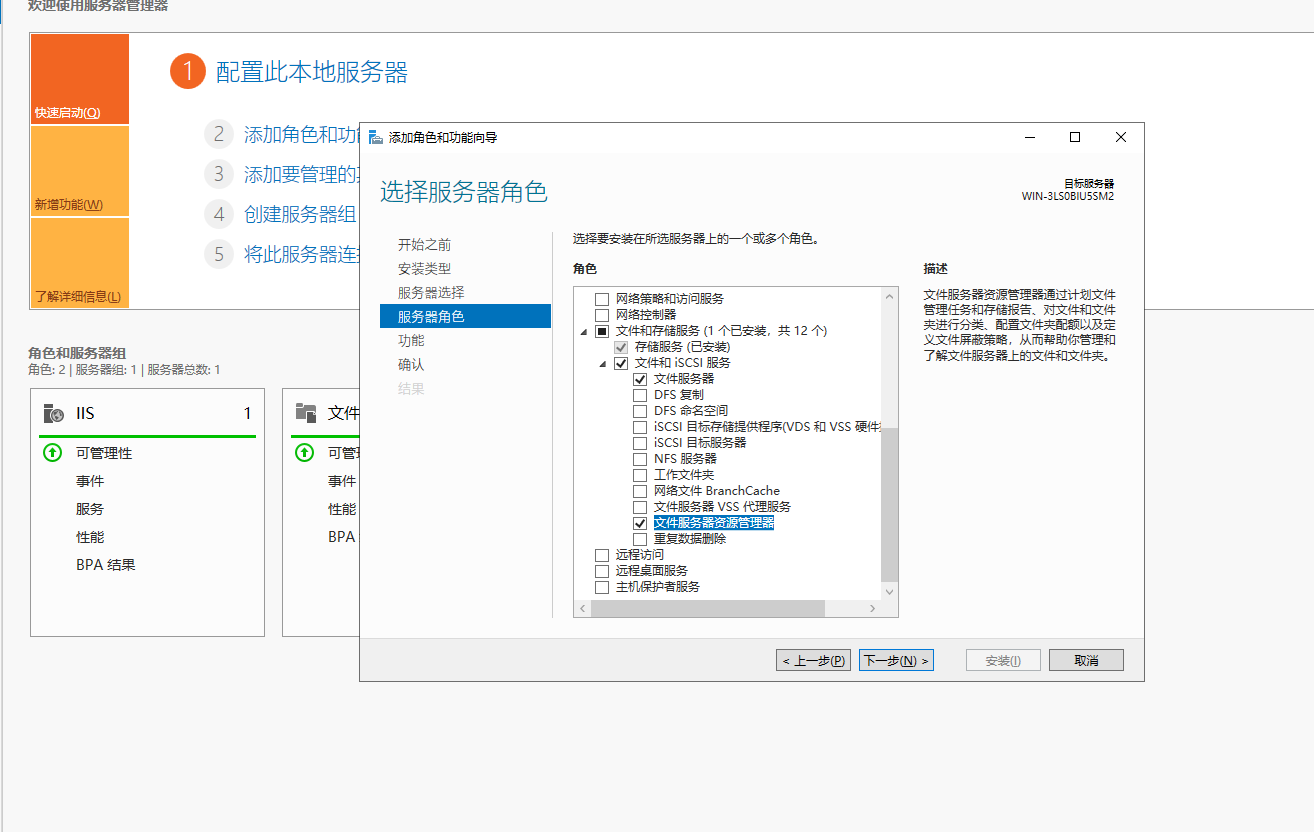 欢迎使用服务器管理器
快速启动(Q)
新增功能(W)
了解详细信息(L)
1 配置此本地服务器
2 添加角色和功
3 添加要管理的
4 创建服务器组
5 将此服务器连
角色和服务器组
角色: 2 | 服务器组: 1 | 服务器总数: 1
IIS 1
可管理性
事件
服务
性能
BPA 结果
文件
可管
事件
性能
BPA
添加角色和功能向导
选择服务器角色
目标服务器
WIN-3LS0BIU5SM2
开始之前
安装类型
服务器选择
服务器角色
功能
确认
结果
选择要安装在所选服务器上的一个或多个角色。
角色
网络策略和访问服务
网络控制器
文件和存储服务 (1 个已安装，共 12 个)
存储服务 (已安装)
文件和 iSCSI 服务
文件服务器
DFS 复制
DFS 命名空间
iSCSI 目标存储提供程序(VDS 和 VSS 硬件
iSCSI 目标服务器
NFS 服务器
工作文件夹
网络文件 BranchCache
文件服务器 VSS 代理服务
文件服务器资源管理器
重复数据删除
远程访问
远程桌面服务
主机保护者服务
描述
文件服务器资源管理器通过计划文件
管理任务和存储报告、对文件和文件
夹进行分类、配置文件夹配额以及定
义文件屏蔽策略，从而帮助你管理和
了解文件服务器上的文件和文件夹。
< 上一步(P)
下一步(N) >
安装(I)
取消